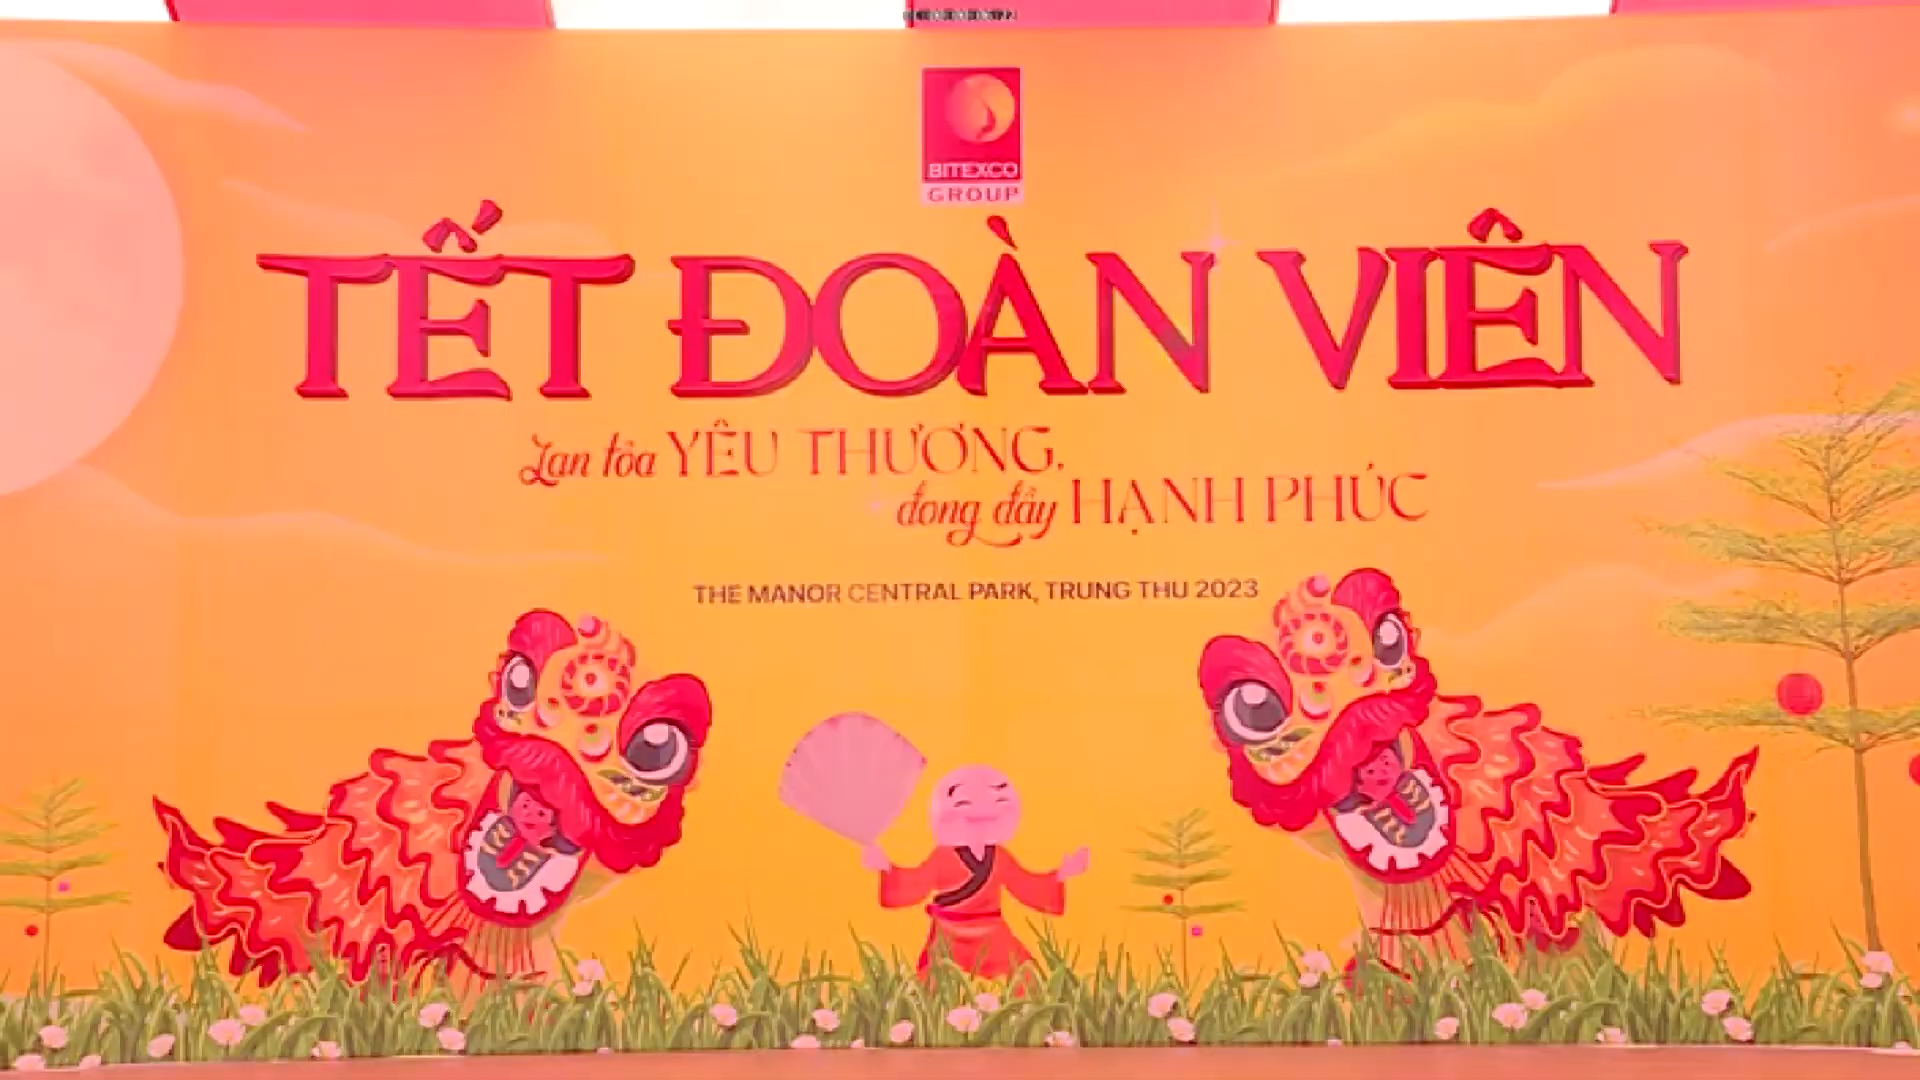 BITEXCO
GROUP
TẾT ĐOÀN VIÊN
Lan tỏa YÊU THƯƠNG,
đong đầy HẠNH PHÚC
THE MANOR CENTRAL PARK, TRUNG THU 2023